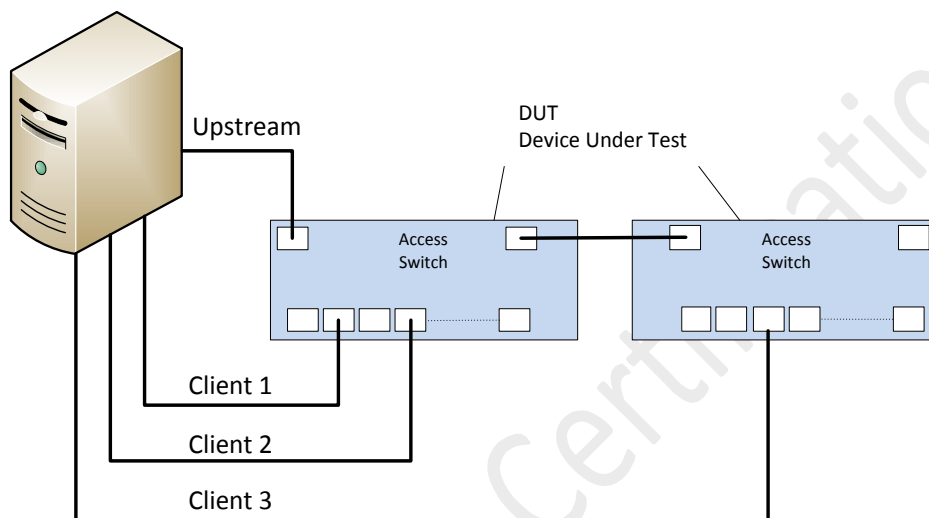 Upstream
DUT
Device Under Test
Access
Switch
Access
Switch
Client 1
Client 2
Client 3